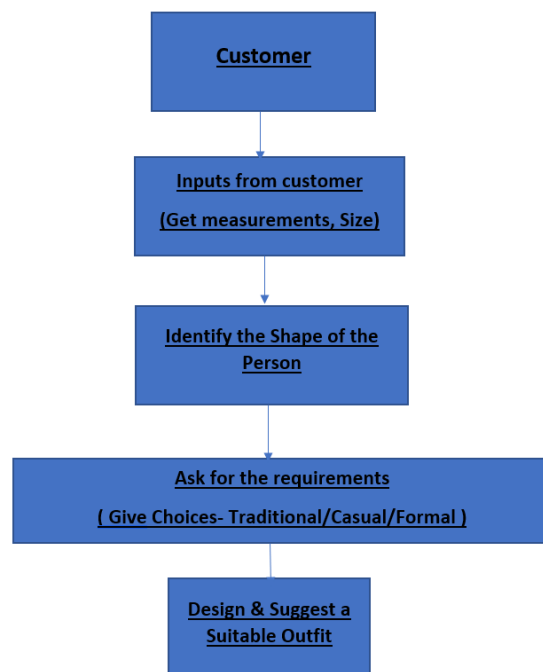 Customer
Inputs from customer
(Get measurements, Size)
Identify the Shape of the
Person
Ask for the requirements
( Give Choices- Traditional/Casual/Formal )
Design & Suggest a
Suitable Outfit